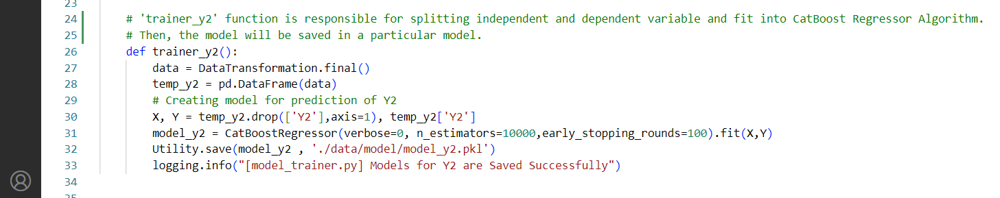 23
24 # 'trainer_y2' function is responsible for splitting independent and dependent variable and fit into CatBoost Regressor Algorithm.
25 # Then, the model will be saved in a particular model.
26 def trainer_y2():
27 data = DataTransformation.final()
28 temp_y2 = pd.DataFrame(data)
29 # Creating model for prediction of Y2
30 X, Y = temp_y2.drop(['Y2'],axis=1), temp_y2['Y2']
31 model_y2 = CatBoostRegressor(verbose=0, n_estimators=10000,early_stopping_rounds=100).fit(X,Y)
32 Utility.save(model_y2 , './data/model/model_y2.pkl')
33 logging.info("[model_trainer.py] Models for Y2 are Saved Successfully")
34
35